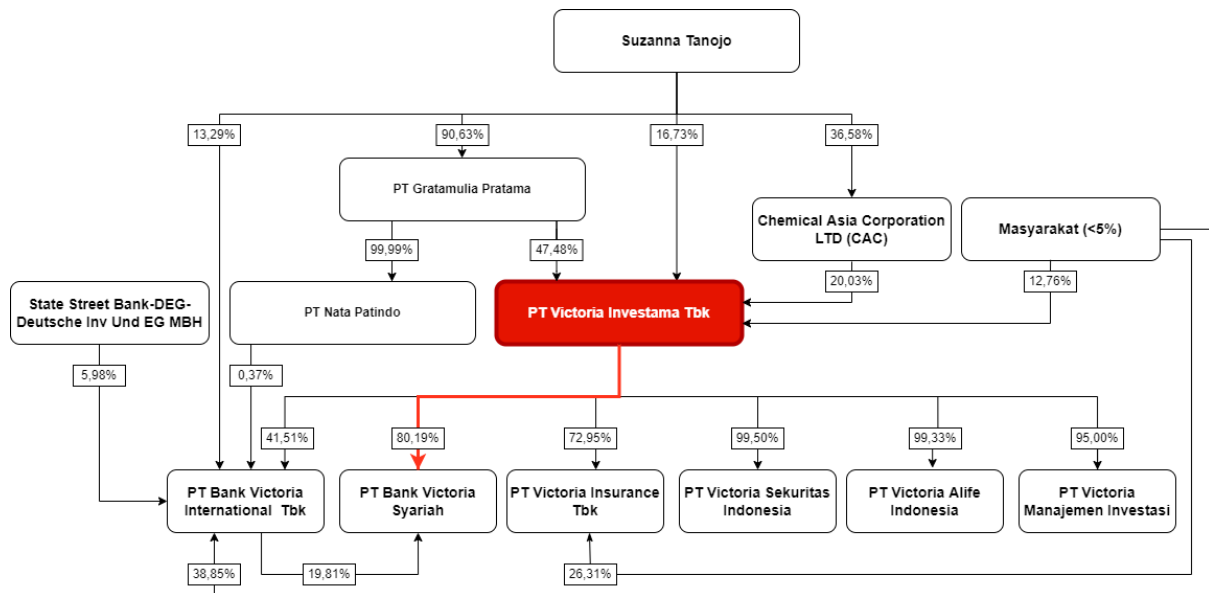 Suzanna Tanojo
13,29%
90,63%
16,73%
36,58%
PT Gratamulia Pratama
Chemical Asia Corporation
LTD (CAC)
Masyarakat (<5%)
99,99%
47,48%
20,03%
12,76%
State Street Bank-DEG-
Deutsche Inv Und EG MBH
PT Nata Patindo
PT Victoria Investama Tbk
5,98%
0,37%
41,51%
80,19%
72,95%
99,50%
99,33%
95,00%
PT Bank Victoria
International Tbk
PT Bank Victoria
Syariah
PT Victoria Insurance
Tbk
PT Victoria Sekuritas
Indonesia
PT Victoria Alife
Indonesia
PT Victoria
Manajemen Investasi
38,85%
19,81%
26,31%